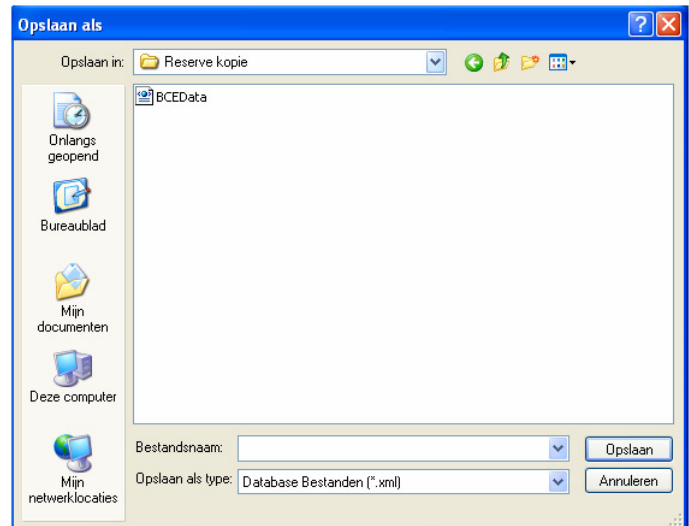 Opslaan als
Opslaan in:
Reserve kopie
BCEData
Onlangs
geopend
Bureaublad
Mijn
documenten
Deze computer
Mijn
netwerklocaties
Bestandsnaam:
Opslaan
Opslaan als type:
Database Bestanden (*.xml)
Annuleren